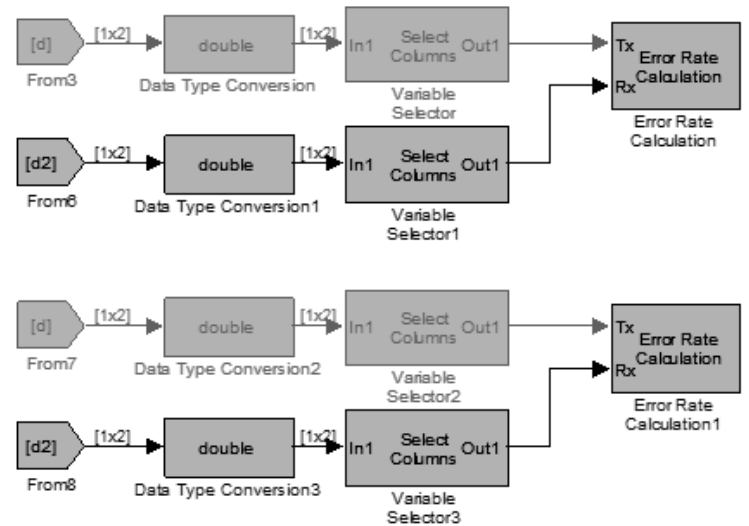 [d] [1x2] double [1x2] In1 Select Columns Out1 Tx Error Rate Calculation Rx
From3 Data Type Conversion Variable Selector Error Rate Calculation
[d2] [1x2] double [1x2] In1 Select Columns Out1
From6 Data Type Conversion1 Variable Selector1
[d] [1x2] double [1x2] In1 Select Columns Out1 Tx Error Rate Calculation Rx
From7 Data Type Conversion2 Variable Selector2 Error Rate Calculation1
[d2] [1x2] double [1x2] In1 Select Columns Out1
From8 Data Type Conversion3 Variable Selector3